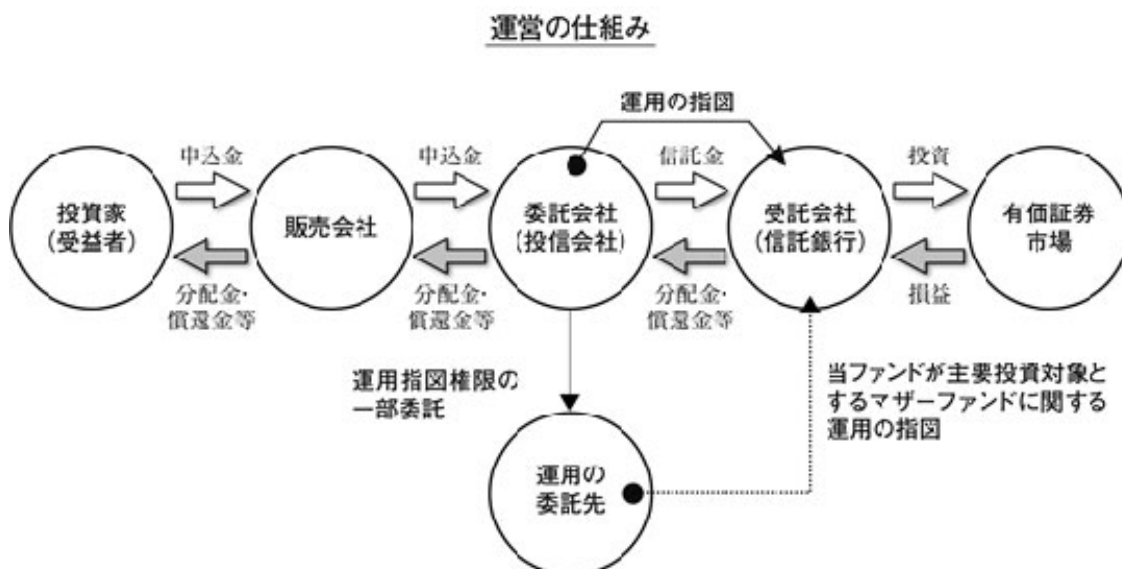 運営の仕組み
運用の指図
申込金
申込金
信託金
投資
投資家
(受益者)
販売会社
委託会社
(投信会社)
受託会社
(信託銀行)
有価証券
市場
分配金・
償還金等
分配金・
償還金等
分配金・
償還金等
損益
運用指図権限の
一部委託
当ファンドが主要投資対象と
するマザーファンドに関する
運用の指図
運用の
委託先